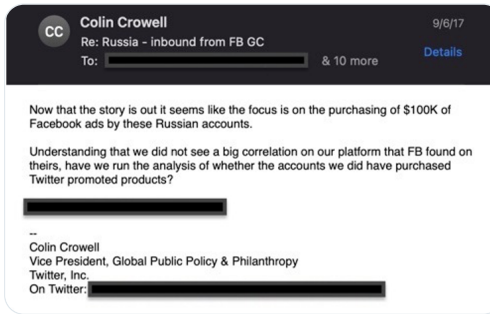 CC
Colin Crowell
9/6/17
Re: Russia - inbound from FB GC
To: & 10 more
Details
Now that the story is out it seems like the focus is on the purchasing of $100K of
Facebook ads by these Russian accounts.
Understanding that we did not see a big correlation on our platform that FB found on
theirs, have we run the analysis of whether the accounts we did have purchased
Twitter promoted products?
--
Colin Crowell
Vice President, Global Public Policy & Philanthropy
Twitter, Inc.
On Twitter: